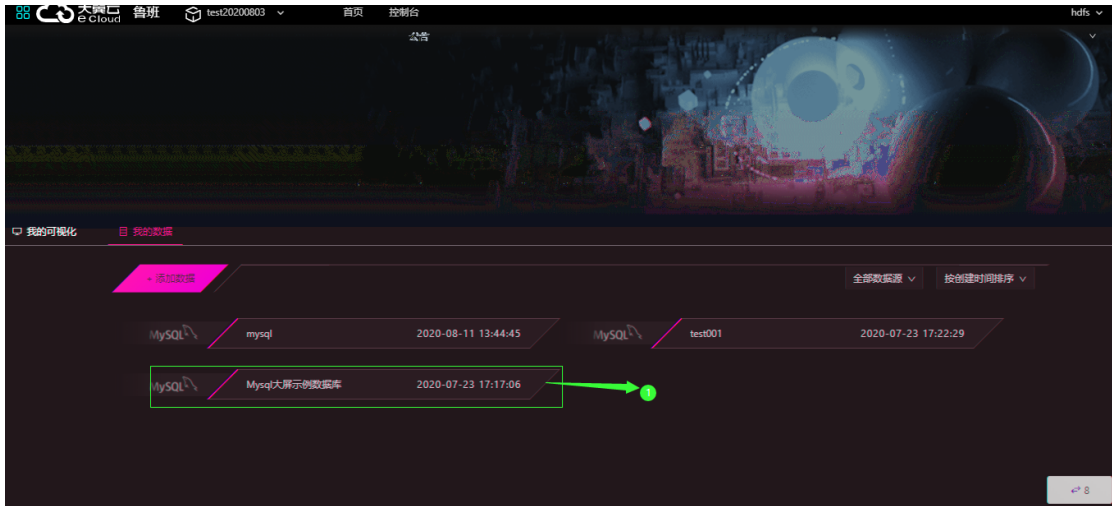 天翼云
e Cloud 鲁班 test20200803 首页 控制台 hdfs
公告
我的可视化 我的数据
+ 添加数据 全部数据源 按创建时间排序
MySQL mysql 2020-08-11 13:44:45 MySQL test001 2020-07-23 17:22:29
MySQL Mysql大屏示例数据库 2020-07-23 17:17:06 1
8